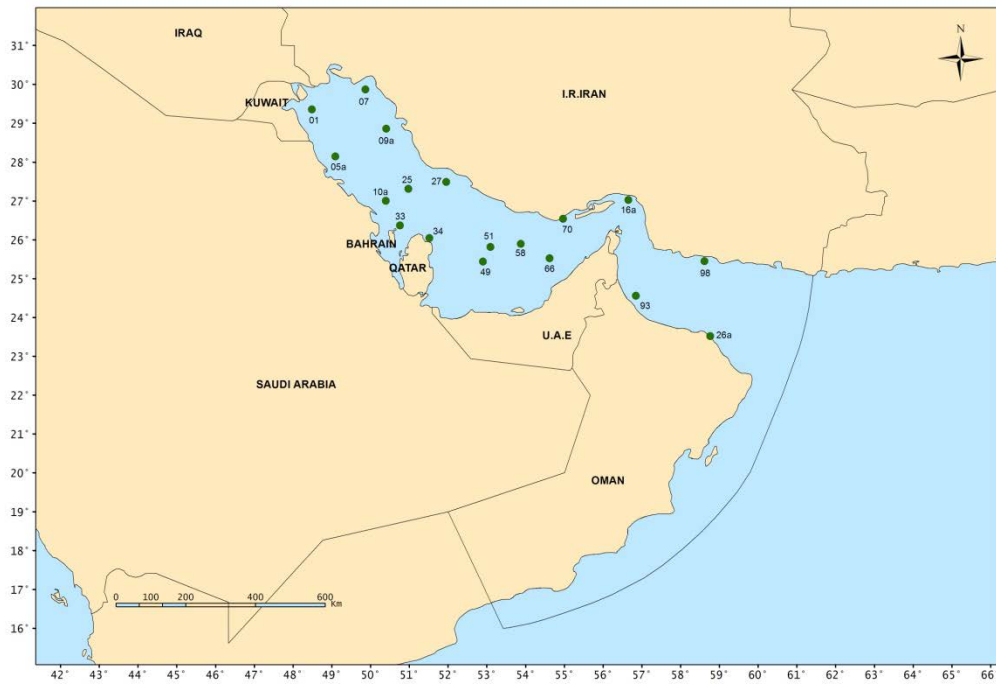 IRAQ
N
31°
30°
07
I.R.IRAN
KUWAIT
01
29°
09a
28°
05a
25
27
27°
10a
16a
33
70
34
51
26°
BAHRAIN
58
QATAR
49
66
98
25°
93
24°
U.A.E
26a
23°
SAUDI ARABIA
22°
21°
20°
OMAN
19°
18°
17°
0 100 200 400 600
Km
16°
42° 43° 44° 45° 46° 47° 48° 49° 50° 51° 52° 53° 54° 55° 56° 57° 58° 59° 60° 61° 62° 63° 64° 65° 66°